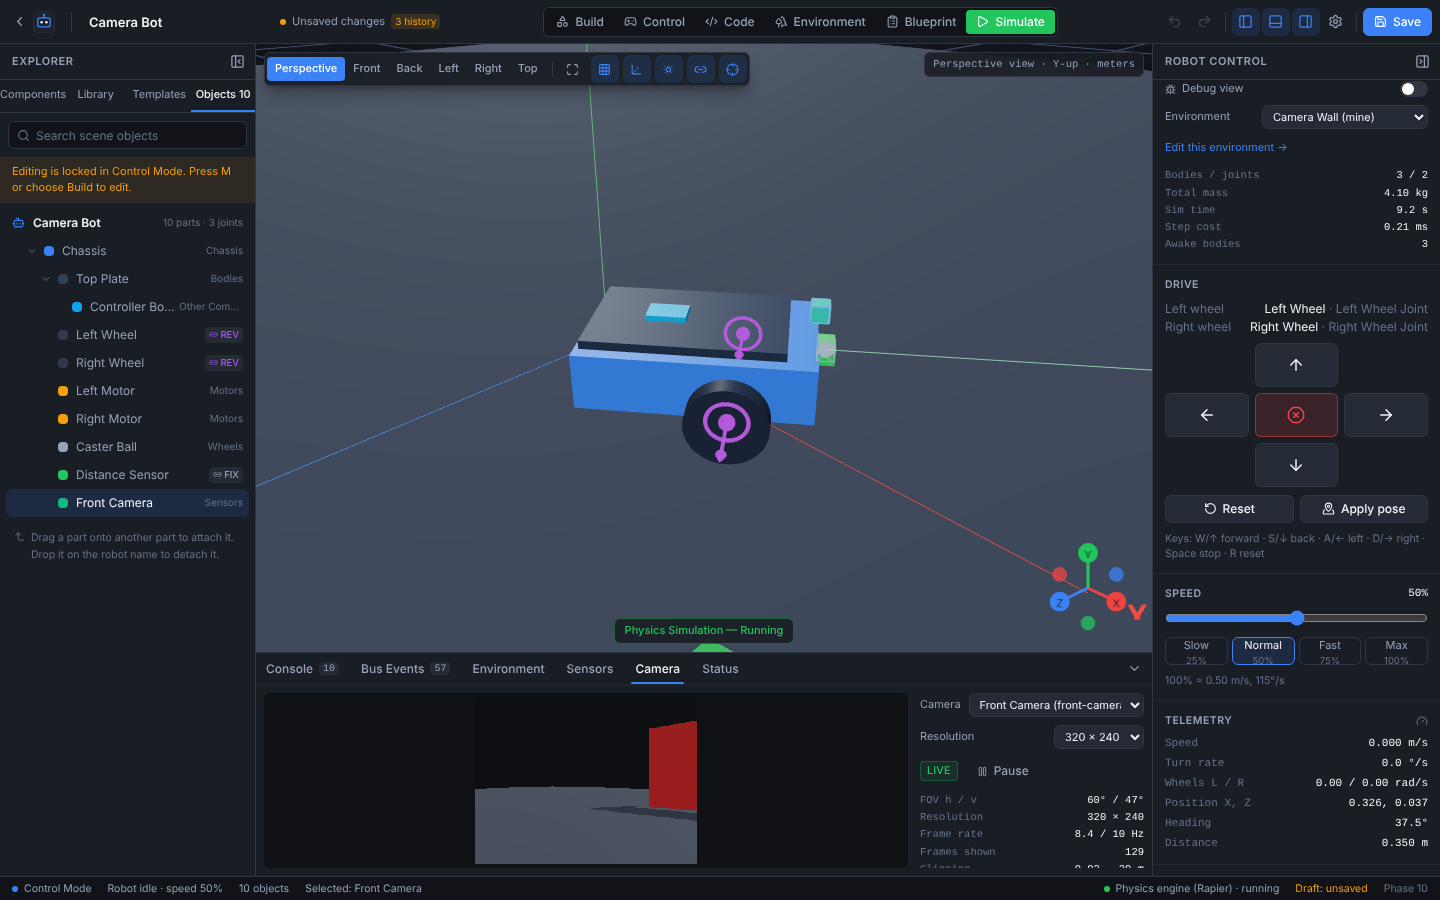 Camera Bot
Unsaved changes 3 history
Build Control Code Environment Blueprint Simulate
Save
EXPLORER
Components Library Templates Objects 10
Search scene objects
Editing is locked in Control Mode. Press M
or choose Build to edit.
Camera Bot 10 parts · 3 joints
Chassis Chassis
Top Plate Bodies
Controller Bo... Other Com...
Left Wheel REV
Right Wheel REV
Left Motor Motors
Right Motor Motors
Caster Ball Wheels
Distance Sensor FIX
Front Camera Sensors
Drag a part onto another part to attach it.
Drop it on the robot name to detach it.
Perspective Front Back Left Right Top
Perspective view · Y-up · meters
Y
Z
X
Y
Physics Simulation — Running
Console 10 Bus Events 57 Environment Sensors Camera Status
Camera Front Camera (front-camera
Resolution 320 × 240
LIVE Pause
FOV h / v 60° / 47°
Resolution 320 × 240
Frame rate 8.4 / 10 Hz
Frames shown 129
ROBOT CONTROL
Debug view
Environment Camera Wall (mine)
Edit this environment →
Bodies / joints 3 / 2
Total mass 4.10 kg
Sim time 9.2 s
Step cost 0.21 ms
Awake bodies 3
DRIVE
Left wheel Left Wheel · Left Wheel Joint
Right wheel Right Wheel · Right Wheel Joint
Reset Apply pose
Keys: W/↑ forward · S/↓ back · A/← left · D/→ right ·
Space stop · R reset
SPEED 50%
Slow Normal Fast Max
25% 50% 75% 100%
100% = 0.50 m/s, 115°/s
TELEMETRY
Speed 0.000 m/s
Turn rate 0.0 °/s
Wheels L / R 0.00 / 0.00 rad/s
Position X, Z 0.326, 0.037
Heading 37.5°
Distance 0.350 m
Control Mode Robot idle · speed 50% 10 objects Selected: Front Camera
Physics engine (Rapier) · running Draft: unsaved Phase 10